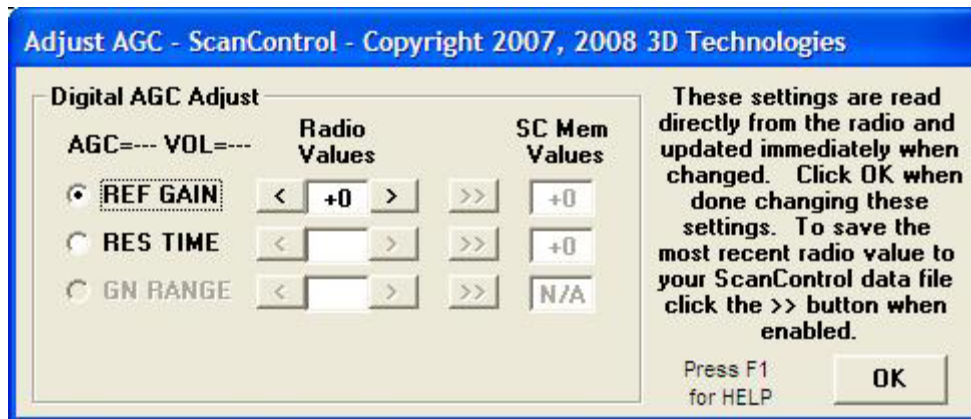 Adjust AGC - ScanControl - Copyright 2007, 2008 3D Technologies
Digital AGC Adjust
AGC=--- VOL=---
Radio
Values
SC Mem
Values
REF GAIN < +0 > >> +0
RES TIME < > >> +0
GN RANGE < > >> N/A
These settings are read
directly from the radio and
updated immediately when
changed. Click OK when
done changing these
settings. To save the
most recent radio value to
your ScanControl data file
click the >> button when
enabled.
Press F1
for HELP
OK